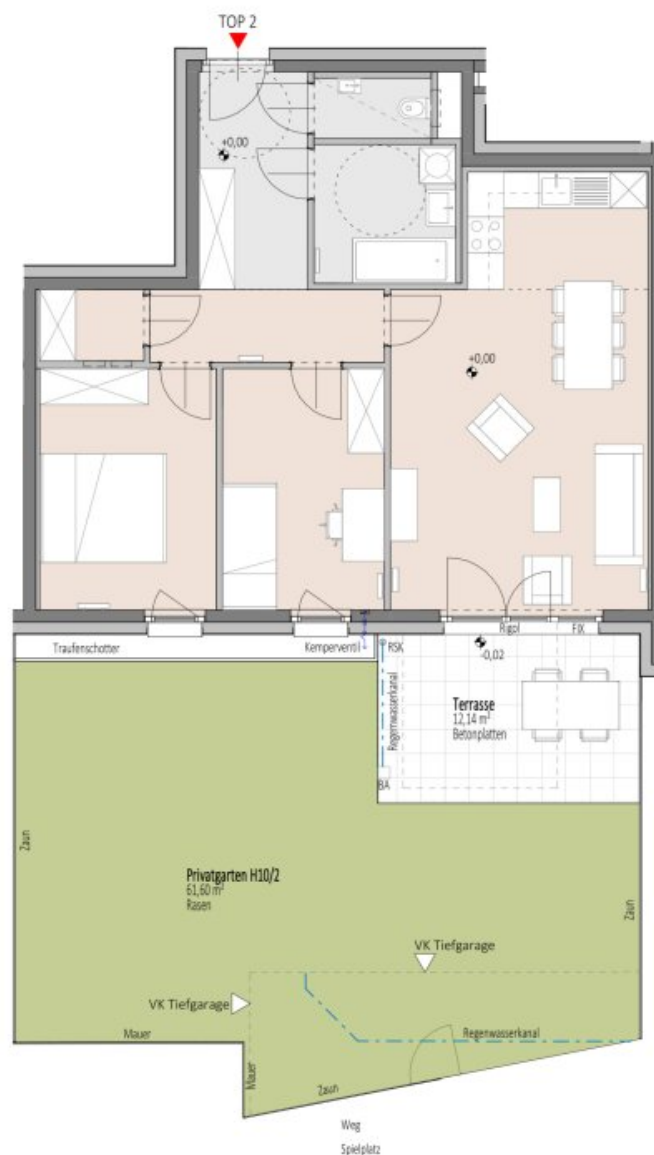 TOP 2
+0,00
+0,00
Traufenschotter
Kemperventil
RSK
Rigol
FIX
-0,02
Regenwasserkanal
Terrasse
12,14 m²
Betonplatten
BA
Zaun
Privatgarten H10/2
61,60 m²
Rasen
Zaun
VK Tiefgarage
VK Tiefgarage
Mauer
Regenwasserkanal
Mauer
Zaun
Weg
Spielplatz